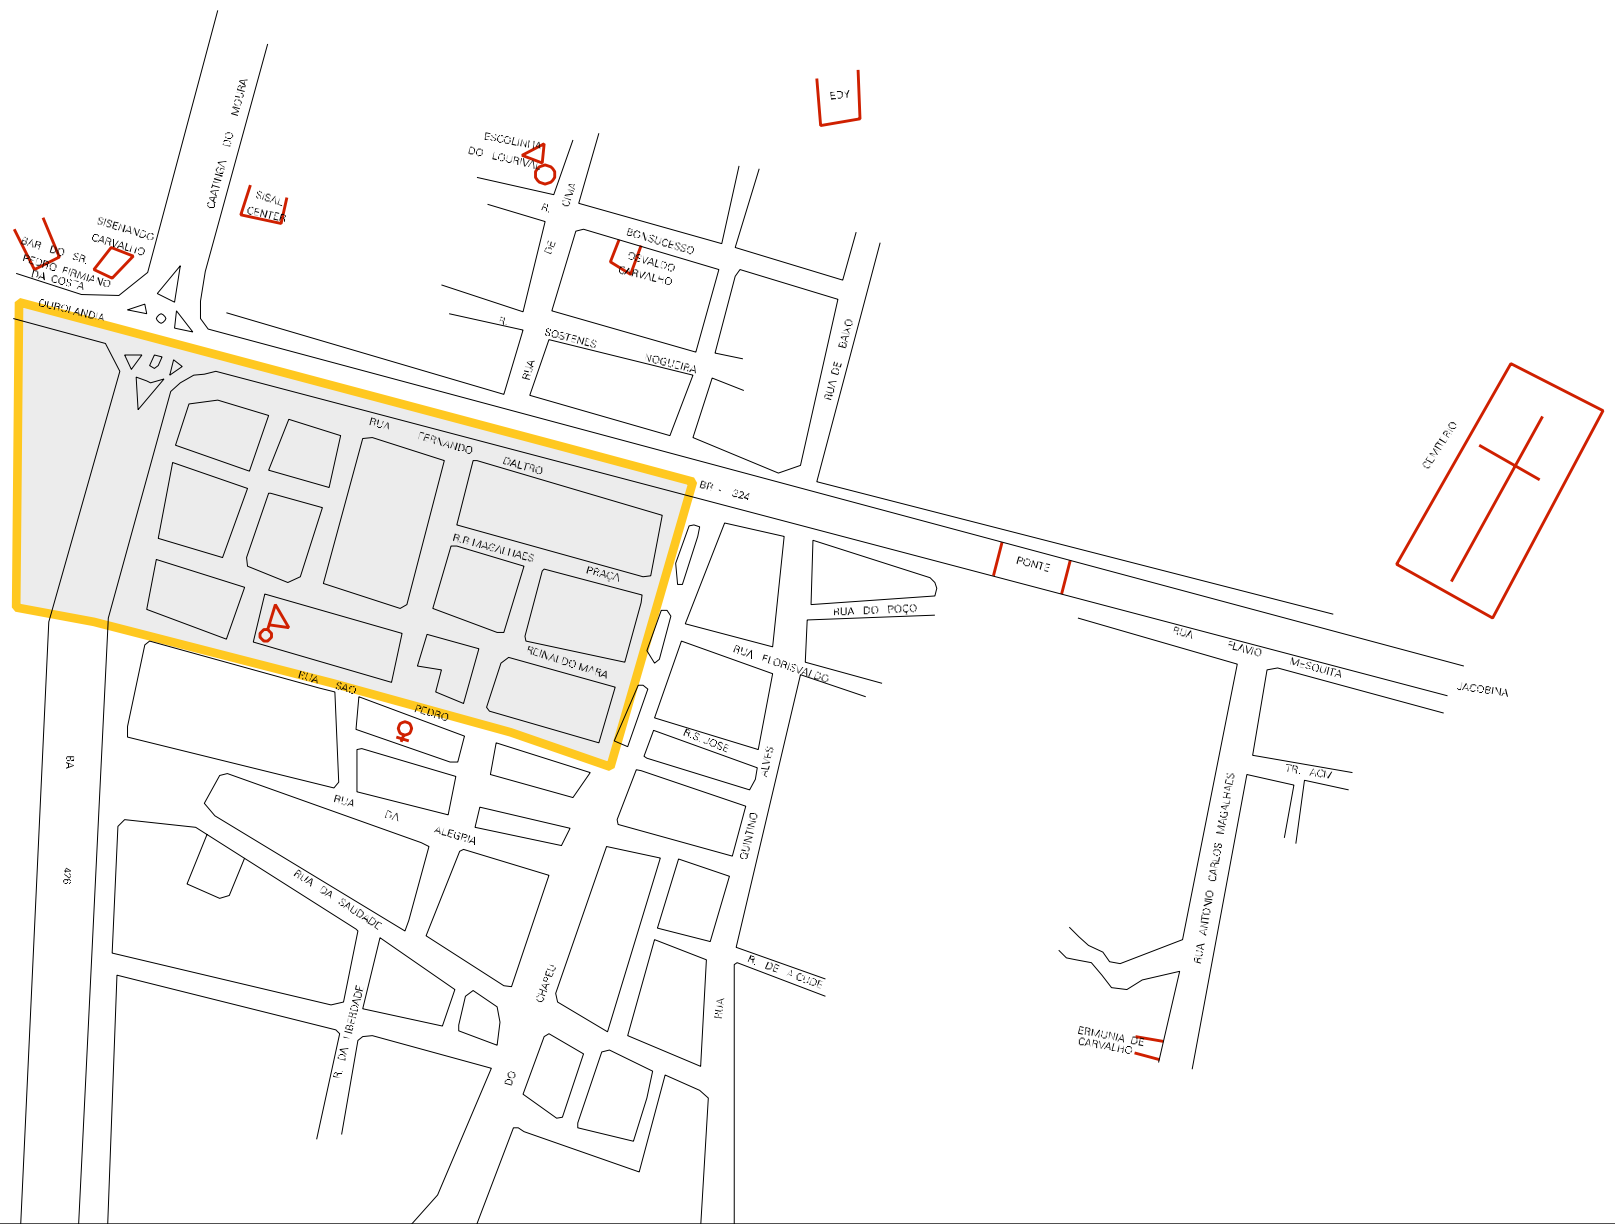 EDY
CAATINGA DO MOURA
ESCOLINHA
DO LOURIVAL
SISAL
CENTER
R.
DE CIMA
SISENANDO
CARVALHO
BAR DO SR.
PEDRO FIRMIANO
DA COSTA
BONSUCESSO
OSVALDO
CARVALHO
OUROLANDIA
R. SOSTENES NOGUEIRA
RUA
RUA DE BAIXO
RUA FERNANDO DALTRO
BR - 324
CEMITERIO
R.P. MAGALHAES
PRAÇA
PONTE
RUA DO POÇO
RUA FLORISVALDO
REINALDO MARA
RUA FLAVIO MESQUITA
JACOBINA
RUA SAO PEDRO
R.S. JOSE
BA 426
TR. ACM
RUA DA ALEGRIA
RUA QUINTINO ALVES
RUA ANTONIO CARLOS MAGALHAES
RUA DA SAUDADE
R. DE ACUDE
DO CHAPEU
R. DA LIBERDADE
ERMUNIA DE
CARVALHO